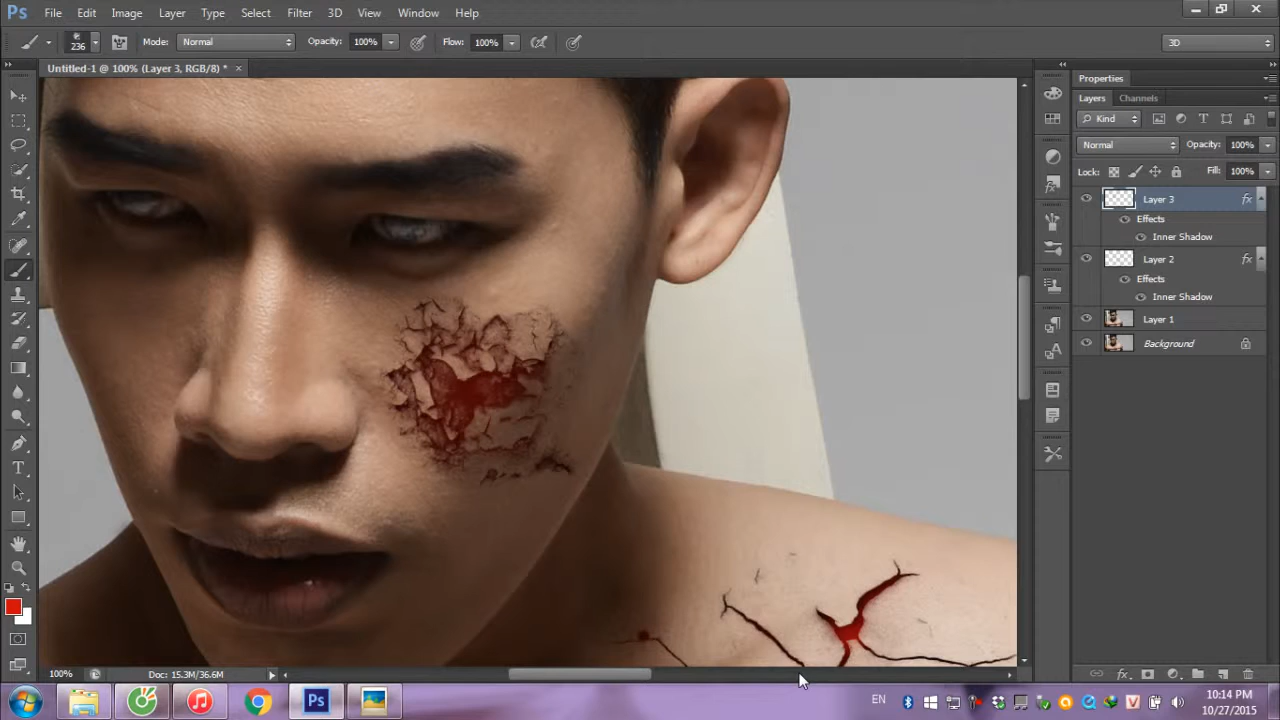 Ps File Edit Image Layer Type Select Filter 3D View Window Help
236 Mode: Normal Opacity: 100% Flow: 100% 3D
Untitled-1 @ 100% (Layer 3, RGB/8) * ×
Properties
Layers Channels
Kind
Normal Opacity: 100%
Lock: Fill: 100%
Layer 3 fx
Effects
Inner Shadow
Layer 2 fx
Effects
Inner Shadow
Layer 1
Background
100% Doc: 15.3M/36.6M
Ps EN 10:14 PM
10/27/2015